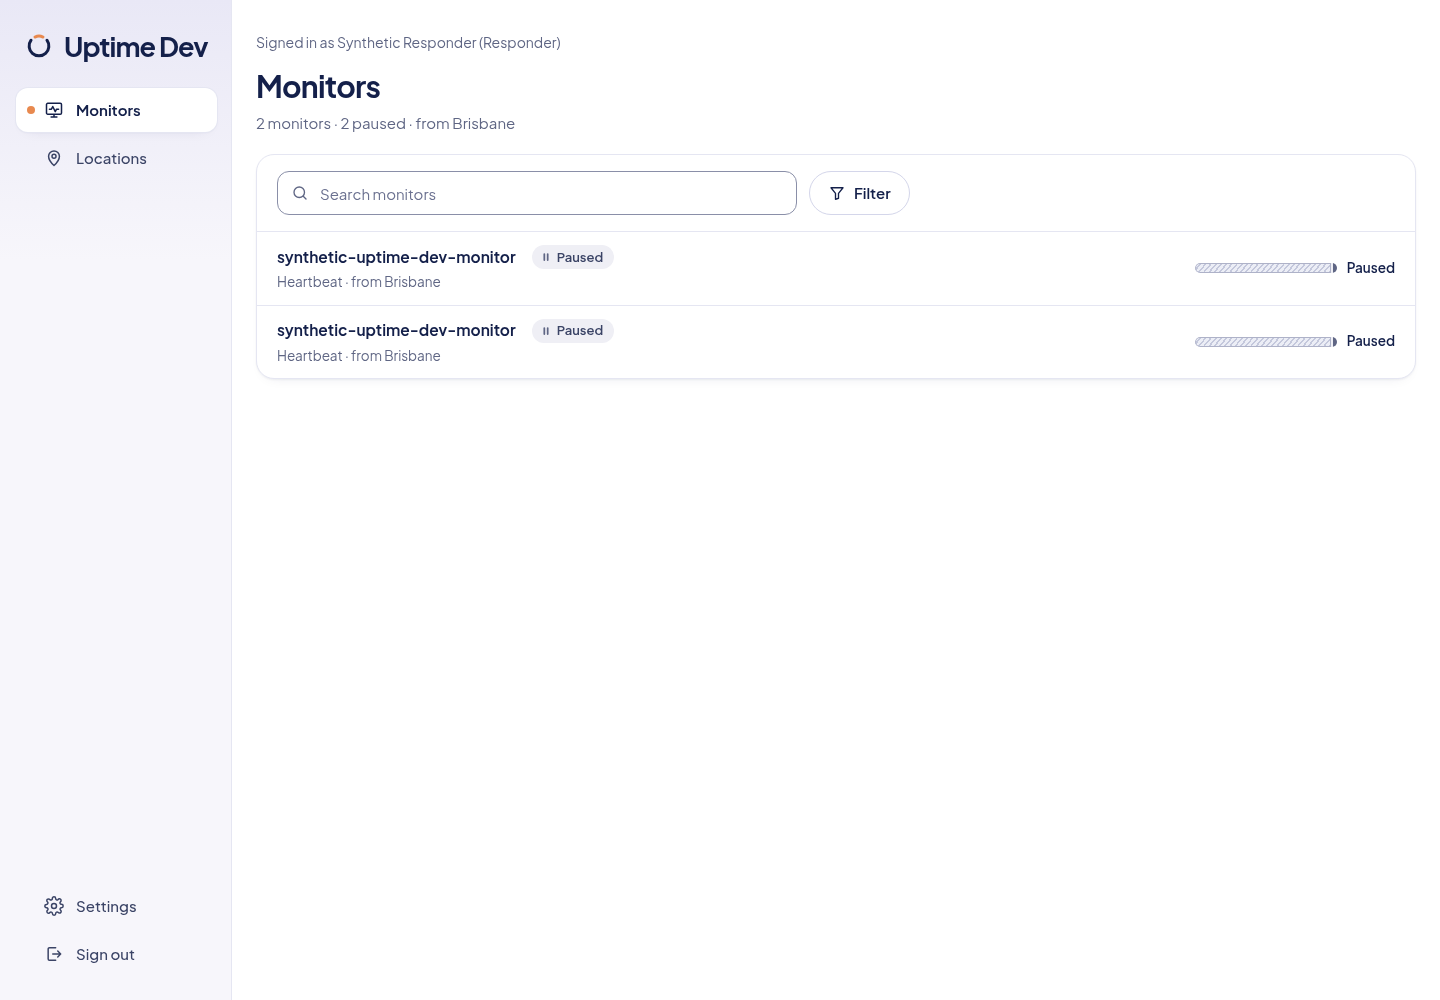 Uptime Dev
Monitors
Locations
Settings
Sign out
Signed in as Synthetic Responder (Responder)
Monitors
2 monitors · 2 paused · from Brisbane
Search monitors
Filter
synthetic-uptime-dev-monitor
Paused
Heartbeat · from Brisbane
Paused
synthetic-uptime-dev-monitor
Paused
Heartbeat · from Brisbane
Paused